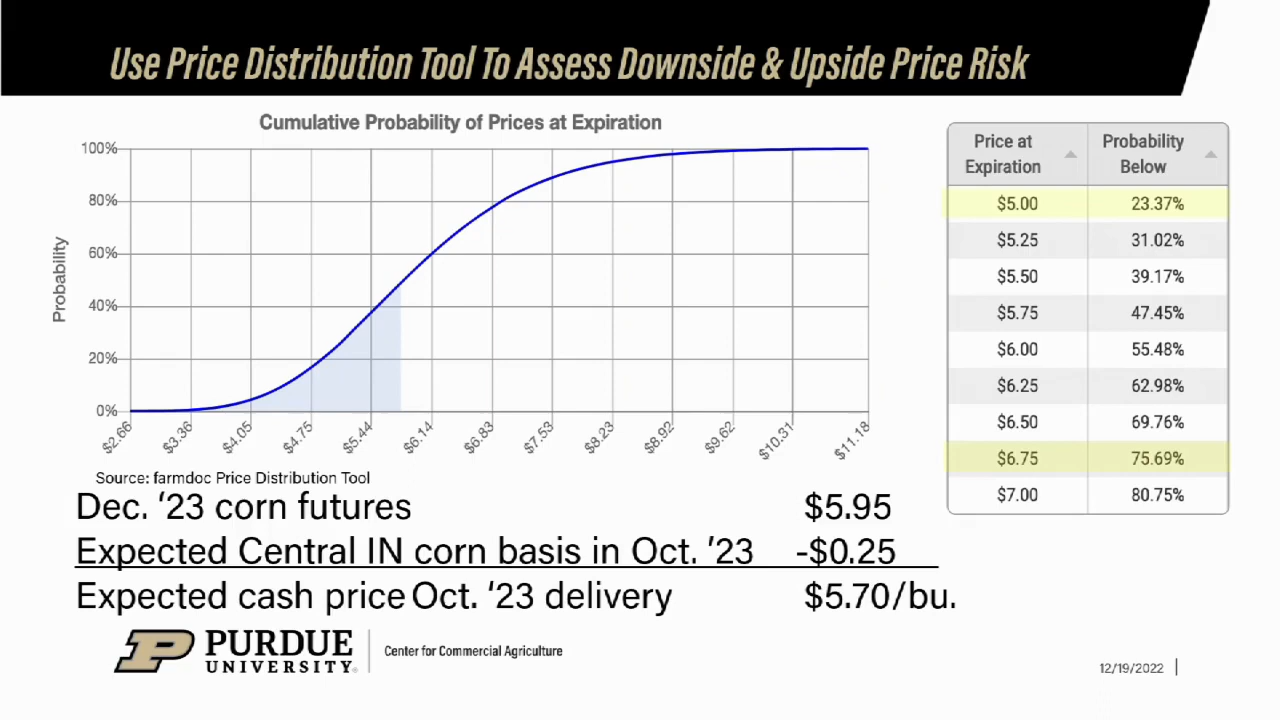 Use Price Distribution Tool To Assess Downside & Upside Price Risk
Cumulative Probability of Prices at Expiration
Probability
100%
80%
60%
40%
20%
0%
$2.66 $3.36 $4.05 $4.75 $5.44 $6.14 $6.83 $7.53 $8.23 $8.92 $9.62 $10.31 $11.18
Source: farmdoc Price Distribution Tool
Price at Expiration Probability Below
$5.00 23.37%
$5.25 31.02%
$5.50 39.17%
$5.75 47.45%
$6.00 55.48%
$6.25 62.98%
$6.50 69.76%
$6.75 75.69%
$7.00 80.75%
Dec. ‘23 corn futures $5.95
Expected Central IN corn basis in Oct. ‘23 -$0.25
Expected cash price Oct. ‘23 delivery $5.70/bu.
P PURDUE
UNIVERSITY®
Center for Commercial Agriculture
12/19/2022 |